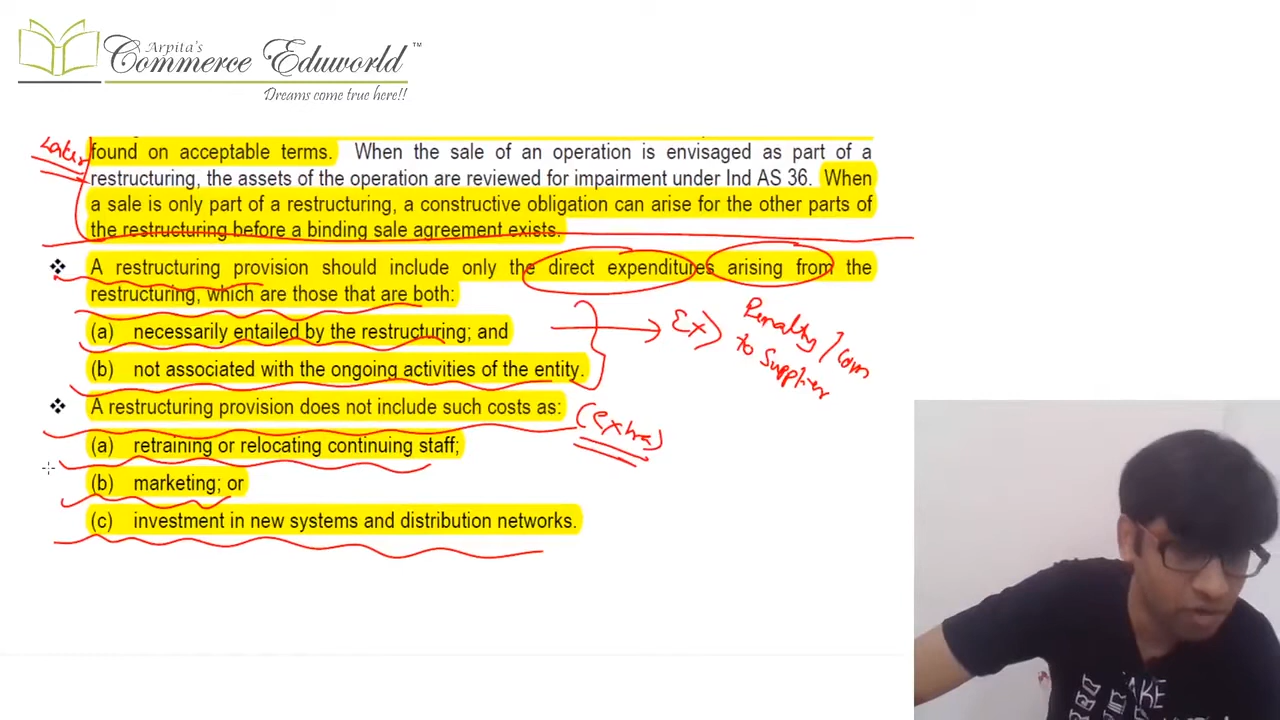 Arpita's
Commerce Eduworld™
Dreams come true here!!
Later
found on acceptable terms. When the sale of an operation is envisaged as part of a
restructuring, the assets of the operation are reviewed for impairment under Ind AS 36. When
a sale is only part of a restructuring, a constructive obligation can arise for the other parts of
the restructuring before a binding sale agreement exists.
❖ A restructuring provision should include only the direct expenditures arising from the
restructuring, which are those that are both:
(a) necessarily entailed by the restructuring; and
(b) not associated with the ongoing activities of the entity.
Ex) Penalty / Com
to Supplier
❖ A restructuring provision does not include such costs as:
(extra)
(a) retraining or relocating continuing staff;
(b) marketing; or
(c) investment in new systems and distribution networks.